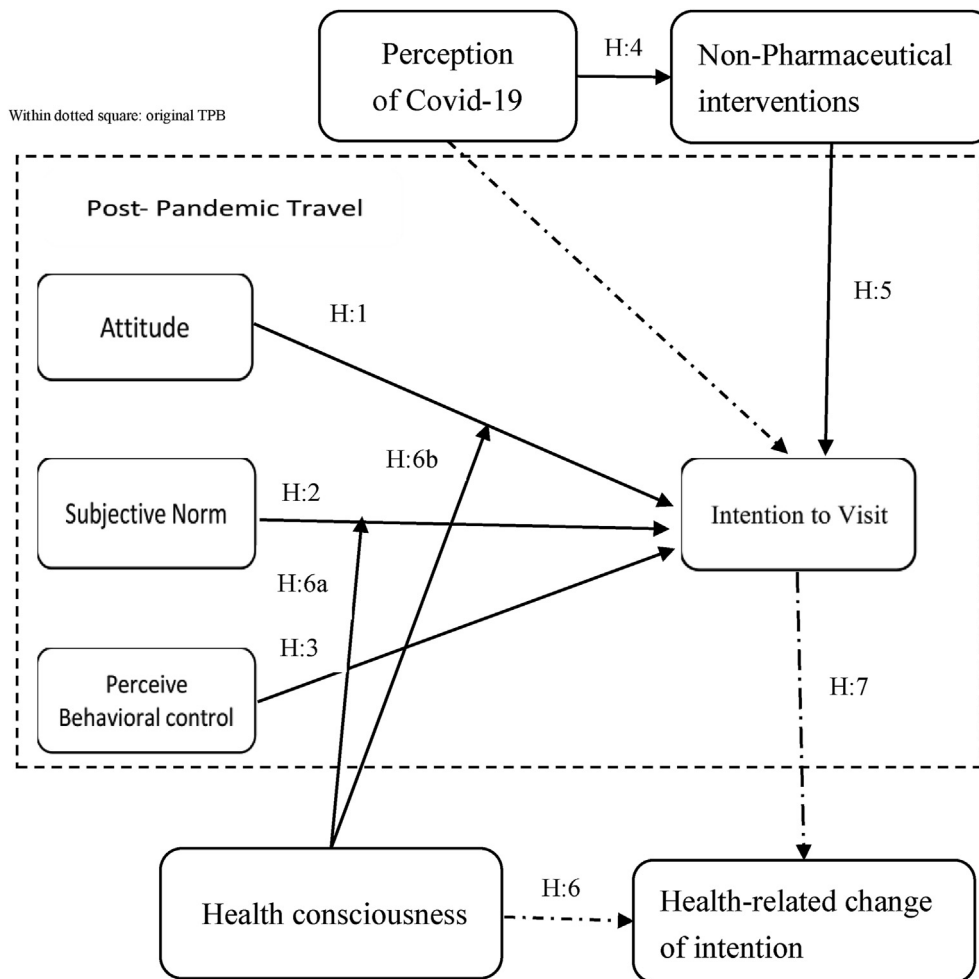 Perception
of Covid-19
H:4
Non-Pharmaceutical
interventions
Within dotted square: original TPB
Post- Pandemic Travel
H:5
Attitude
H:1
H:6b
Subjective Norm
H:2
Intention to Visit
H:6a
H:3
Perceive
Behavioral control
H:7
Health consciousness
H:6
Health-related change
of intention